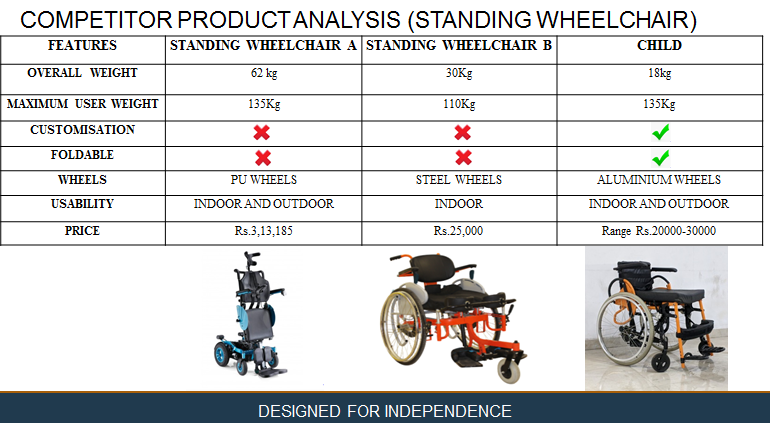 COMPETITOR PRODUCT ANALYSIS (STANDING WHEELCHAIR)
FEATURES STANDING WHEELCHAIR A STANDING WHEELCHAIR B CHILD
OVERALL WEIGHT 62 kg 30Kg 18kg
MAXIMUM USER WEIGHT 135Kg 110Kg 135Kg
CUSTOMISATION
FOLDABLE
WHEELS PU WHEELS STEEL WHEELS ALUMINIUM WHEELS
USABILITY INDOOR AND OUTDOOR INDOOR INDOOR AND OUTDOOR
PRICE Rs.3,13,185 Rs.25,000 Range Rs.20000-30000
DESIGNED FOR INDEPENDENCE